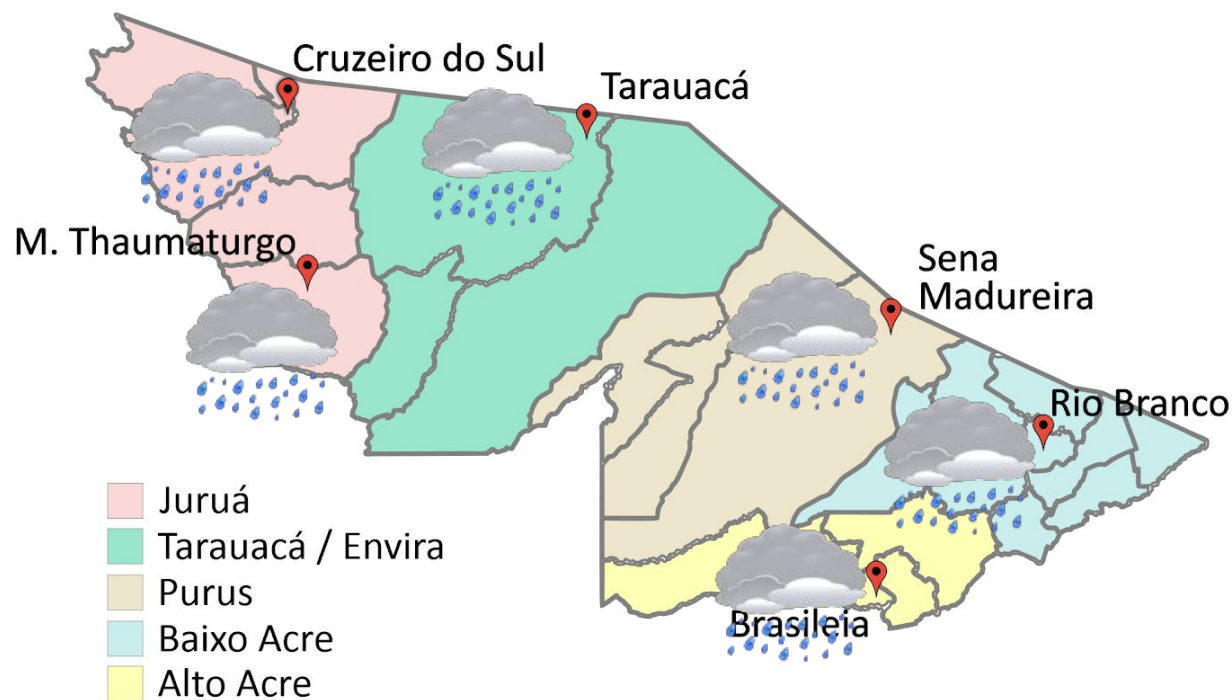 Cruzeiro do Sul
Tarauacá
M. Thaumaturgo
Sena
Madureira
Rio Branco
Brasileia
Juruá
Tarauacá / Envira
Purus
Baixo Acre
Alto Acre